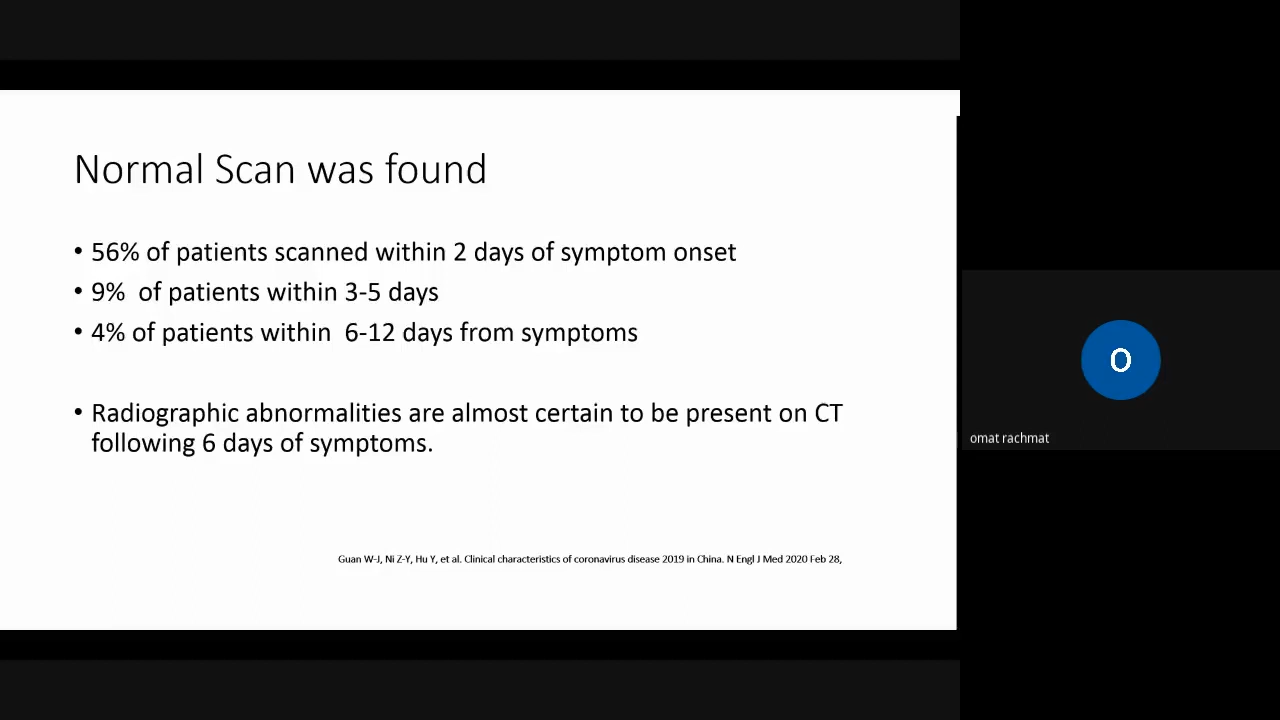 Normal Scan was found
• 56% of patients scanned within 2 days of symptom onset
• 9%  of patients within 3-5 days
• 4% of patients within  6-12 days from symptoms
• Radiographic abnormalities are almost certain to be present on CT
following 6 days of symptoms.
Guan W-J, Ni Z-Y, Hu Y, et al. Clinical characteristics of coronavirus disease 2019 in China. N Engl J Med 2020 Feb 28,
O
omat rachmat